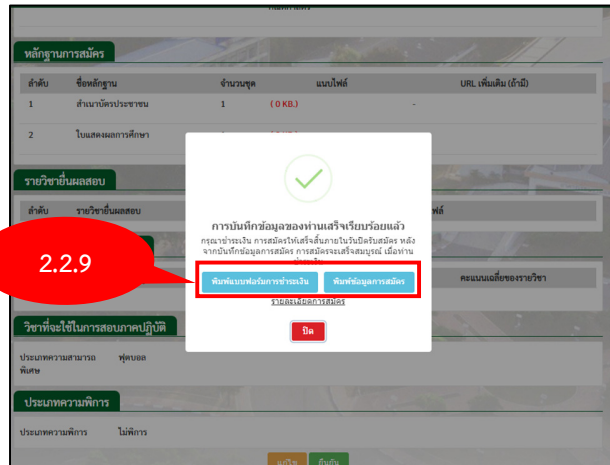 หลักฐานการสมัคร
ลำดับ ชื่อหลักฐาน จำนวนชุด แนบไฟล์ URL เพิ่มเติม (ถ้ามี)
1 สำเนาบัตรประชาชน 1 ( 0 KB.) -
2 ใบแสดงผลการศึกษา
รายวิชายื่นผลสอบ
ลำดับ รายวิชายื่นผลสอบ
การบันทึกข้อมูลของท่านเสร็จเรียบร้อยแล้ว
กรุณาชำระเงิน การสมัครให้เสร็จสิ้นภายในวันปิดรับสมัคร หลัง
จากบันทึกข้อมูลการสมัคร การสมัครจะเสร็จสมบูรณ์ เมื่อท่าน
2.2.9
คะแนนเฉลี่ยของรายวิชา
พิมพ์แบบฟอร์มการชำระเงิน พิมพ์ข้อมูลการสมัคร
รายละเอียดการสมัคร
ปิด
วิชาที่จะใช้ในการสอบภาคปฏิบัติ
ประเภทความสามารถ ฟุตบอล
พิเศษ
ประเภทความพิการ
ประเภทความพิการ ไม่พิการ
แก้ไข ยืนยัน